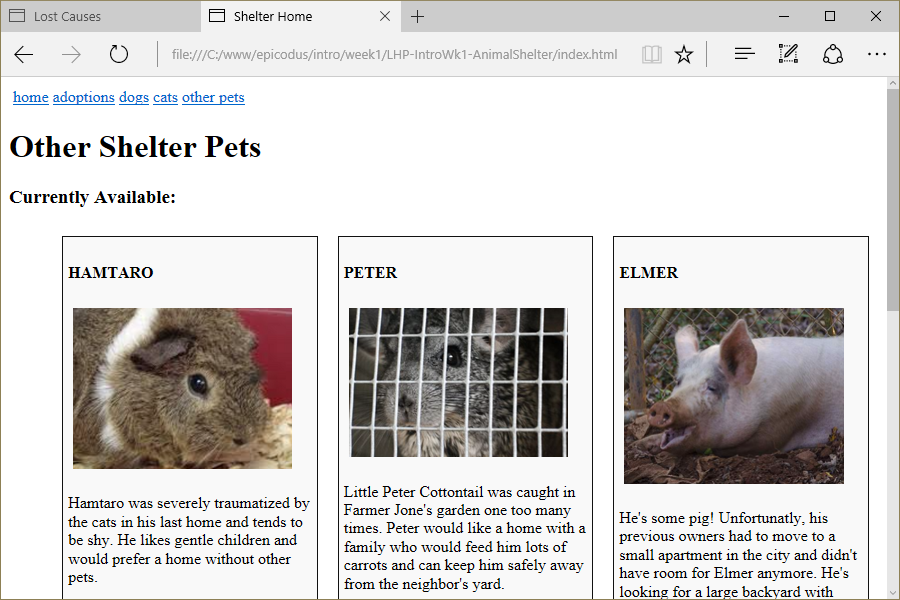 Lost Causes
Shelter Home
file:///C:/www/epicodus/intro/week1/LHP-IntroWk1-AnimalShelter/index.html
home adoptions dogs cats other pets
Other Shelter Pets
Currently Available:
HAMTARO
Hamtaro was severely traumatized by
the cats in his last home and tends to
be shy. He likes gentle children and
would prefer a home without other
pets.
PETER
Little Peter Cottontail was caught in
Farmer Jone's garden one too many
times. Peter would like a home with a
family who would feed him lots of
carrots and can keep him safely away
from the neighbor's yard.
ELMER
He's some pig! Unfortunatly, his
previous owners had to move to a
small apartment in the city and didn't
have room for Elmer anymore. He's
looking for a large backyard with